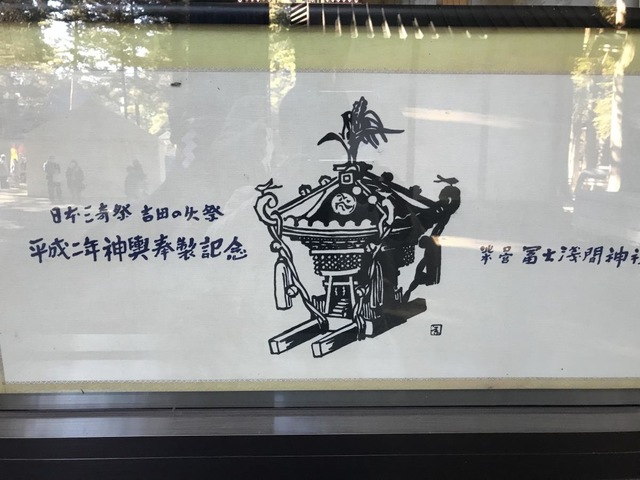 日本三奇祭 吉田の火祭
平成二年神輿奉製記念
冨士淺間神社